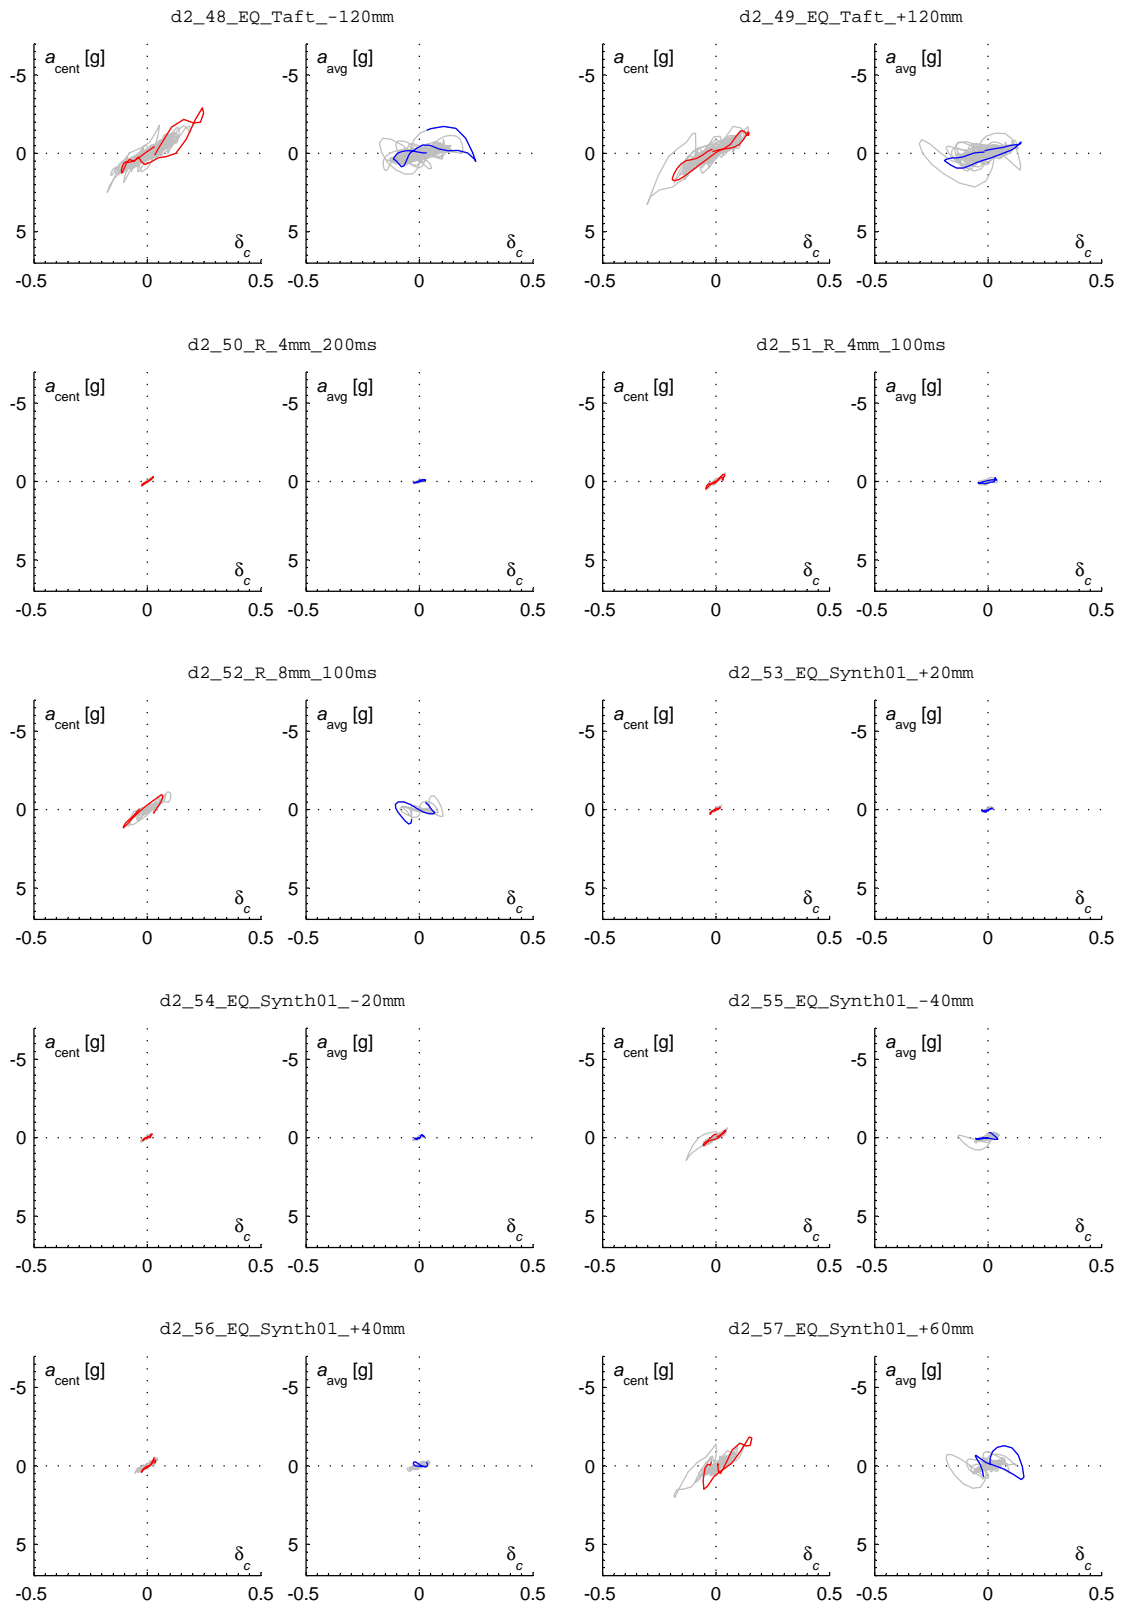 d2_48_EQ_Taft_-120mm
d2_49_EQ_Taft_+120mm
a_cent [g]
a_avg [g]
a_cent [g]
a_avg [g]
-5 -5 -5 -5
0 0 0 0
5 5 5 5
δ_c δ_c δ_c δ_c
-0.5 0 0.5 -0.5 0 0.5 -0.5 0 0.5 -0.5 0 0.5
d2_50_R_4mm_200ms
d2_51_R_4mm_100ms
a_cent [g]
a_avg [g]
a_cent [g]
a_avg [g]
-5 -5 -5 -5
0 0 0 0
5 5 5 5
δ_c δ_c δ_c δ_c
-0.5 0 0.5 -0.5 0 0.5 -0.5 0 0.5 -0.5 0 0.5
d2_52_R_8mm_100ms
d2_53_EQ_Synth01_+20mm
a_cent [g]
a_avg [g]
a_cent [g]
a_avg [g]
-5 -5 -5 -5
0 0 0 0
5 5 5 5
δ_c δ_c δ_c δ_c
-0.5 0 0.5 -0.5 0 0.5 -0.5 0 0.5 -0.5 0 0.5
d2_54_EQ_Synth01_-20mm
d2_55_EQ_Synth01_-40mm
a_cent [g]
a_avg [g]
a_cent [g]
a_avg [g]
-5 -5 -5 -5
0 0 0 0
5 5 5 5
δ_c δ_c δ_c δ_c
-0.5 0 0.5 -0.5 0 0.5 -0.5 0 0.5 -0.5 0 0.5
d2_56_EQ_Synth01_+40mm
d2_57_EQ_Synth01_+60mm
a_cent [g]
a_avg [g]
a_cent [g]
a_avg [g]
-5 -5 -5 -5
0 0 0 0
5 5 5 5
δ_c δ_c δ_c δ_c
-0.5 0 0.5 -0.5 0 0.5 -0.5 0 0.5 -0.5 0 0.5